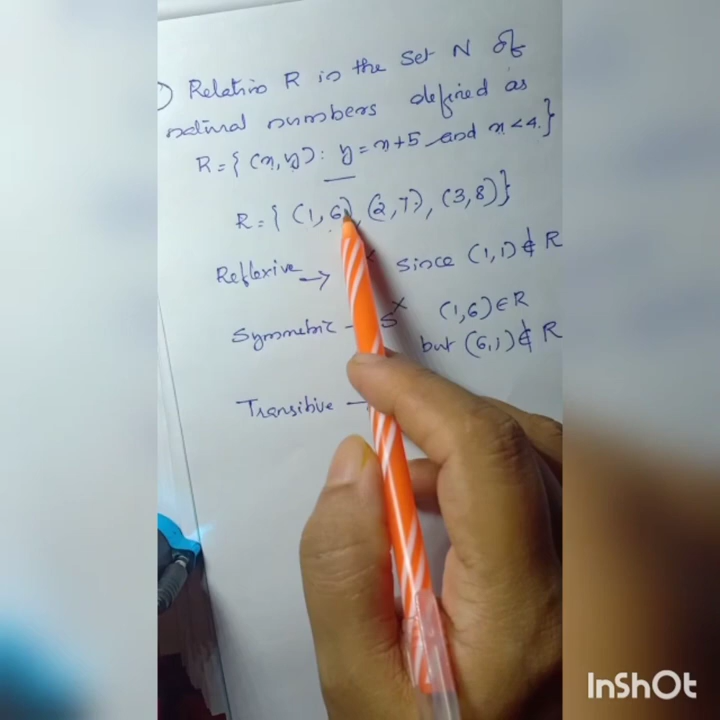 ) Relation R in the set N of
natural numbers defined as
R = { (x, y) : y = x + 5 and x < 4. }
R = { (1, 6), (2, 7), (3, 8) }
Reflexive → x since (1, 1) ∉ R
Symmetric - S x (1, 6) ∈ R
but (6, 1) ∉ R
Transitive -
InShOt